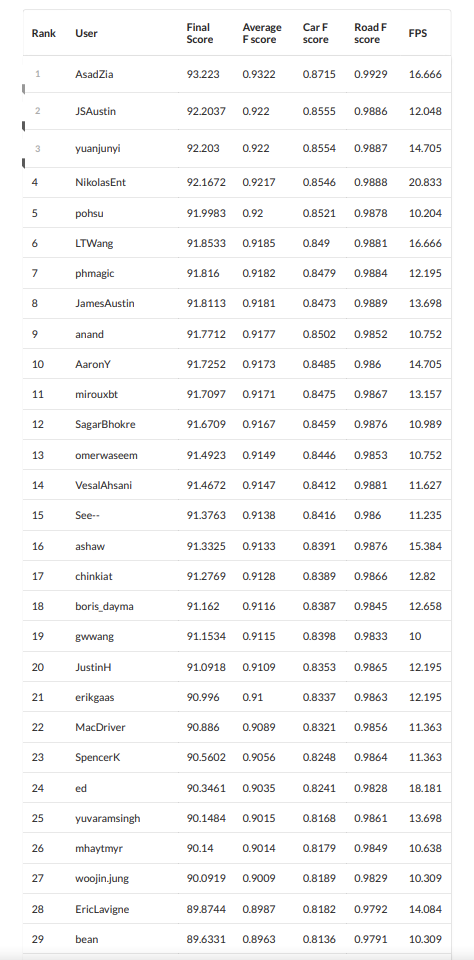 Rank User Final Score Average F score Car F score Road F score FPS
1 AsadZia 93.223 0.9322 0.8715 0.9929 16.666
2 JSAustin 92.2037 0.922 0.8555 0.9886 12.048
3 yuanjunyi 92.203 0.922 0.8554 0.9887 14.705
4 NikolasEnt 92.1672 0.9217 0.8546 0.9888 20.833
5 pohsu 91.9983 0.92 0.8521 0.9878 10.204
6 LTWang 91.8533 0.9185 0.849 0.9881 16.666
7 phmagic 91.816 0.9182 0.8479 0.9884 12.195
8 JamesAustin 91.8113 0.9181 0.8473 0.9889 13.698
9 anand 91.7712 0.9177 0.8502 0.9852 10.752
10 AaronY 91.7252 0.9173 0.8485 0.986 14.705
11 mirouxbt 91.7097 0.9171 0.8475 0.9867 13.157
12 SagarBhokre 91.6709 0.9167 0.8459 0.9876 10.989
13 omerwaseem 91.4923 0.9149 0.8446 0.9853 10.752
14 VesalAhsani 91.4672 0.9147 0.8412 0.9881 11.627
15 See-- 91.3763 0.9138 0.8416 0.986 11.235
16 ashaw 91.3325 0.9133 0.8391 0.9876 15.384
17 chinkiat 91.2769 0.9128 0.8389 0.9866 12.82
18 boris_dayma 91.162 0.9116 0.8387 0.9845 12.658
19 gwwang 91.1534 0.9115 0.8398 0.9833 10
20 JustinH 91.0918 0.9109 0.8353 0.9865 12.195
21 erikgaas 90.996 0.91 0.8337 0.9863 12.195
22 MacDriver 90.886 0.9089 0.8321 0.9856 11.363
23 SpencerK 90.5602 0.9056 0.8248 0.9864 11.363
24 ed 90.3461 0.9035 0.8241 0.9828 18.181
25 yuvaramsingh 90.1484 0.9015 0.8168 0.9861 13.698
26 mhaytmyr 90.14 0.9014 0.8179 0.9849 10.638
27 woojin.jung 90.0919 0.9009 0.8189 0.9829 10.309
28 EricLavigne 89.8744 0.8987 0.8182 0.9792 14.084
29 bean 89.6331 0.8963 0.8136 0.9791 10.309